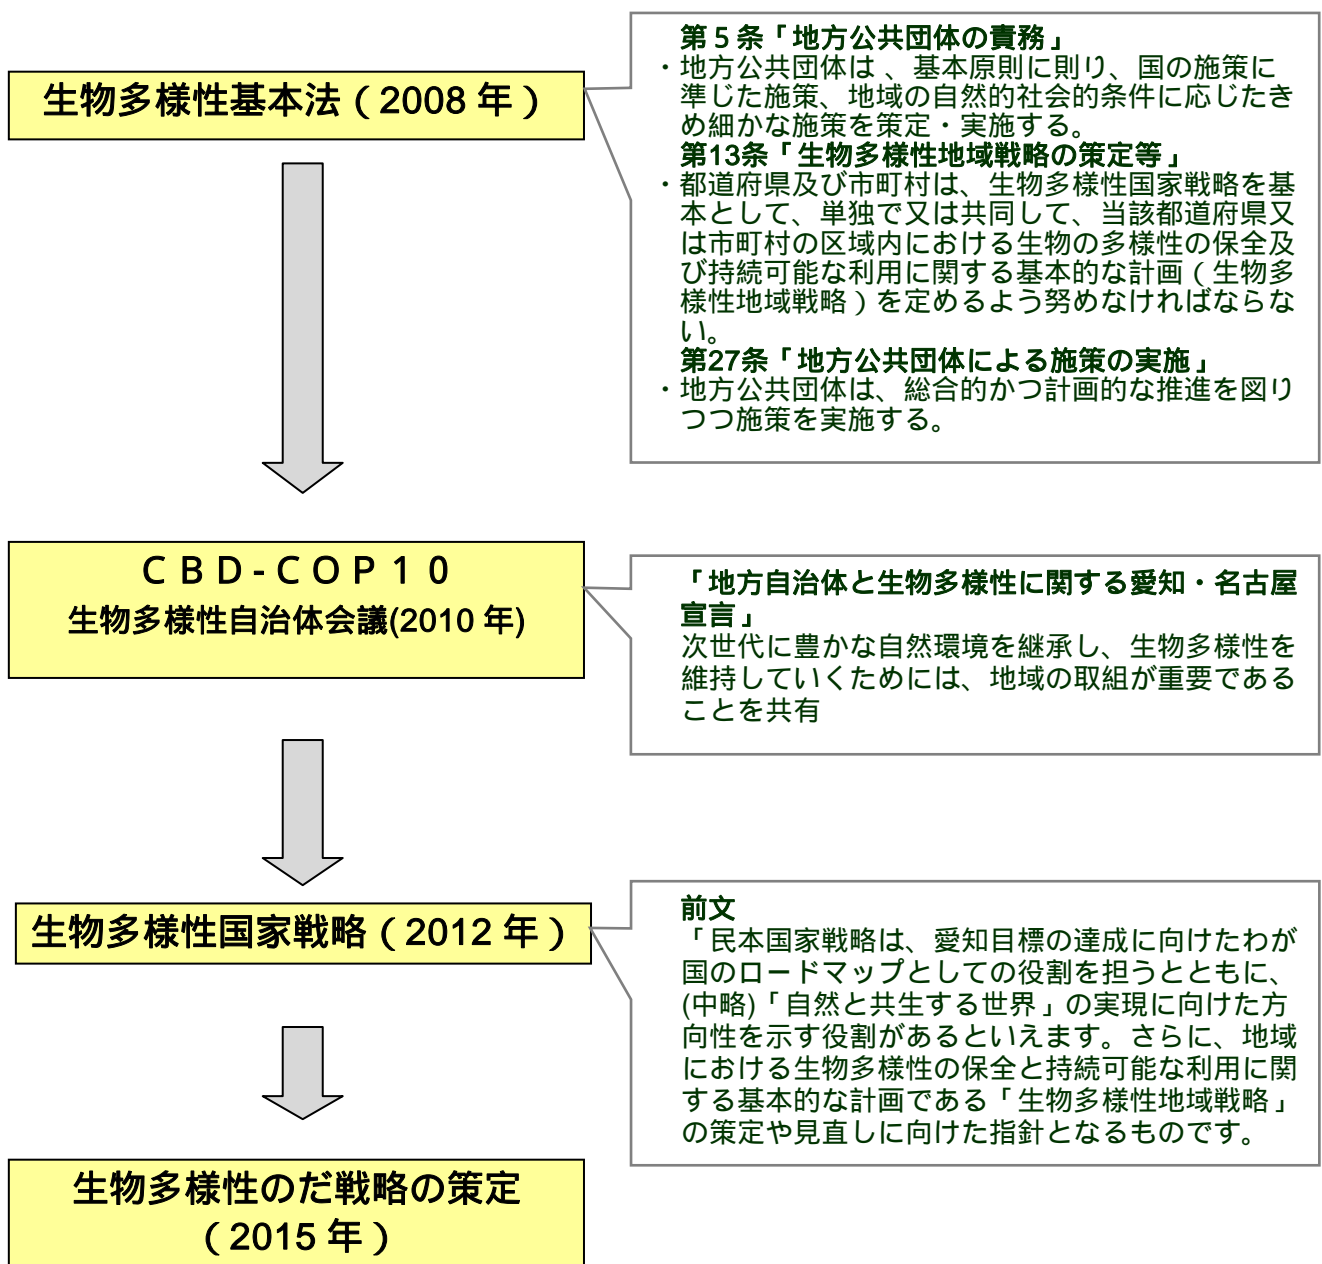 生物多様性基本法（2008 年）
第５条「地方公共団体の責務」
・地方公共団体は 、基本原則に則り、国の施策に
準じた施策、地域の自然的社会的条件に応じたき
め細かな施策を策定・実施する。
第13条「生物多様性地域戦略の策定等」
・都道府県及び市町村は、生物多様性国家戦略を基
本として、単独で又は共同して、当該都道府県又
は市町村の区域内における生物の多様性の保全及
び持続可能な利用に関する基本的な計画（生物多
様性地域戦略）を定めるよう努めなければならな
い。
第27条「地方公共団体による施策の実施」
・地方公共団体は、総合的かつ計画的な推進を図り
つつ施策を実施する。
ＣＢＤ-ＣＯＰ１０
生物多様性自治体会議(2010 年)
「地方自治体と生物多様性に関する愛知・名古屋
宣言」
次世代に豊かな自然環境を継承し、生物多様性を
維持していくためには、地域の取組が重要である
ことを共有
生物多様性国家戦略（2012 年）
前文
「民本国家戦略は、愛知目標の達成に向けたわが
国のロードマップとしての役割を担うとともに、
(中略)「自然と共生する世界」の実現に向けた方
向性を示す役割があるといえます。さらに、地域
における生物多様性の保全と持続可能な利用に関
する基本的な計画である「生物多様性地域戦略」
の策定や見直しに向けた指針となるものです。
生物多様性のだ戦略の策定
（2015 年）